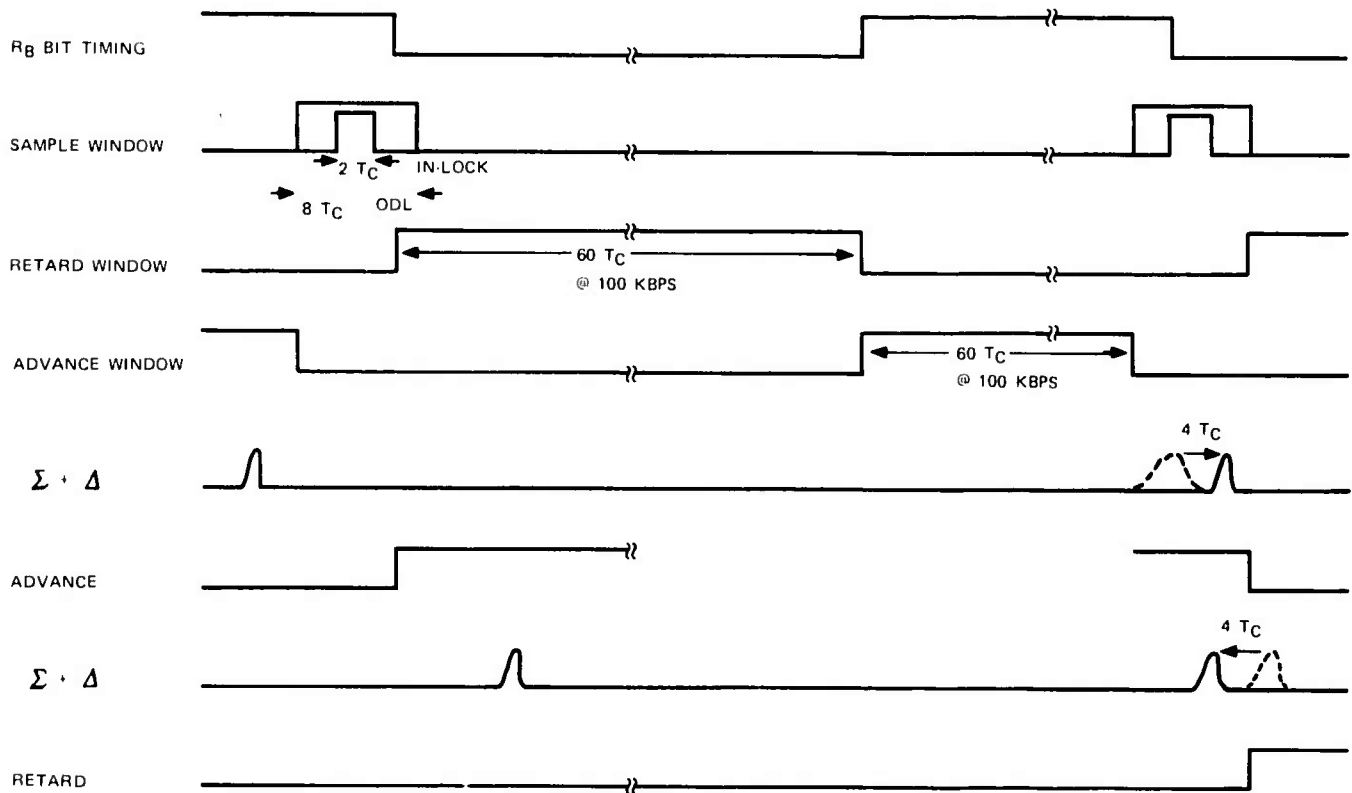 R_B BIT TIMING
SAMPLE WINDOW
2 T_C IN-LOCK
8 T_C ODL
RETARD WINDOW
60 T_C
@ 100 KBPS
ADVANCE WINDOW
60 T_C
@ 100 KBPS
4 T_C
Σ + Δ
ADVANCE
4 T_C
Σ + Δ
RETARD